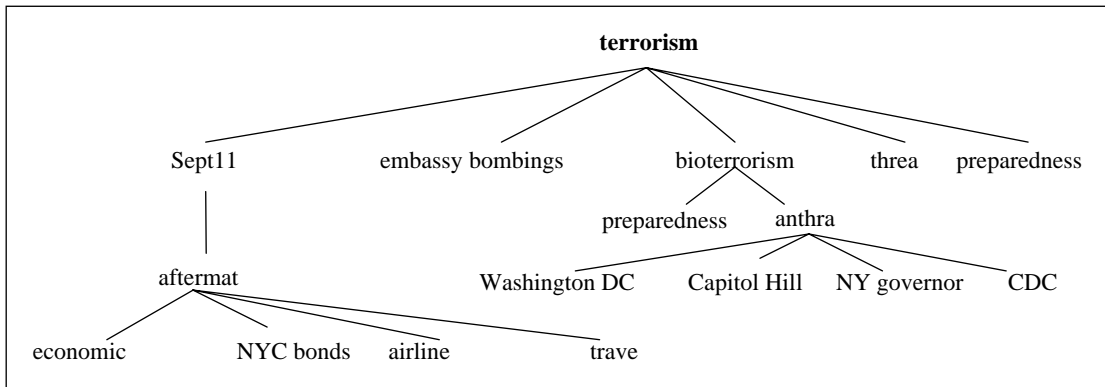 terrorism
Sept11 embassy bombings bioterrorism threa preparedness
preparedness anthra
aftermat Washington DC Capitol Hill NY governor CDC
economic NYC bonds airline trave